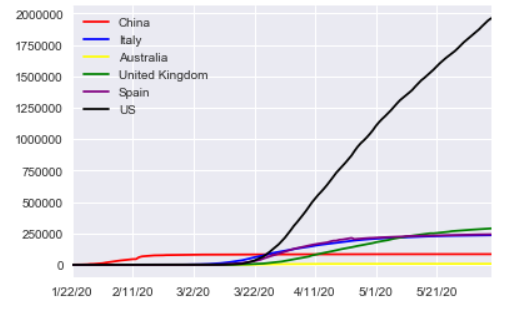 2000000
1750000
1500000
1250000
1000000
750000
500000
250000
0
China
Italy
Australia
United Kingdom
Spain
US
1/22/20 2/11/20 3/2/20 3/22/20 4/11/20 5/1/20 5/21/20